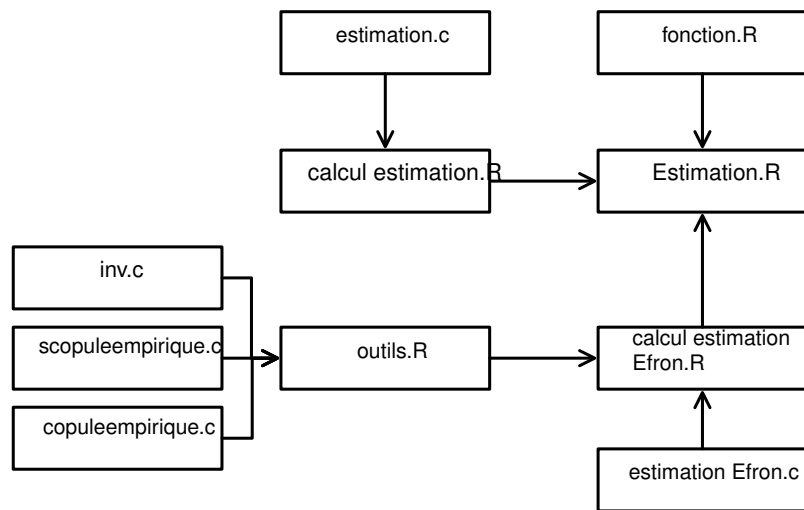 estimation.c
fonction.R
calcul estimation.R
Estimation.R
inv.c
scopuleempirique.c
outils.R
calcul estimation
Efron.R
copuleempirique.c
estimation Efron.c